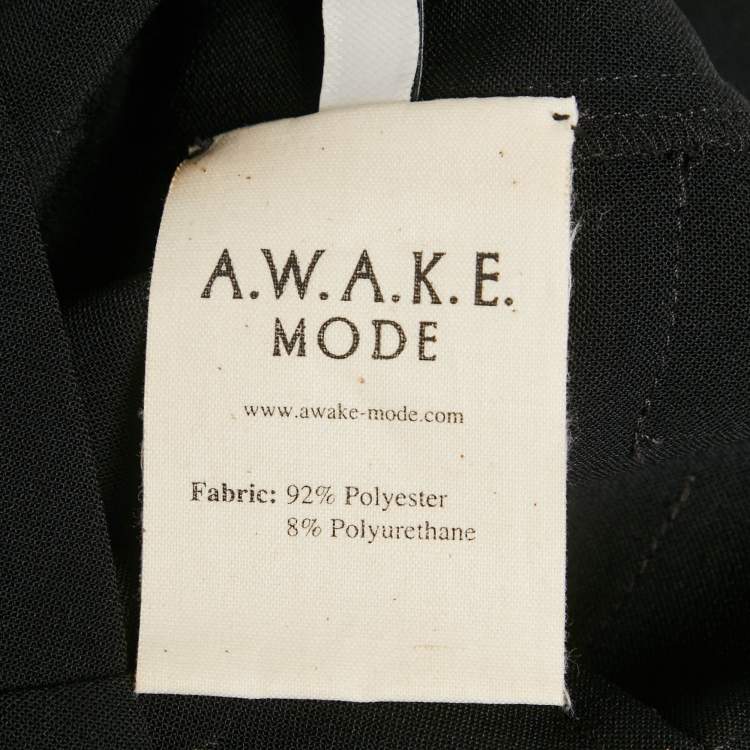 A.W.A.K.E.
MODE
www.awake-mode.com
Fabric: 92% Polyester
8% Polyurethane